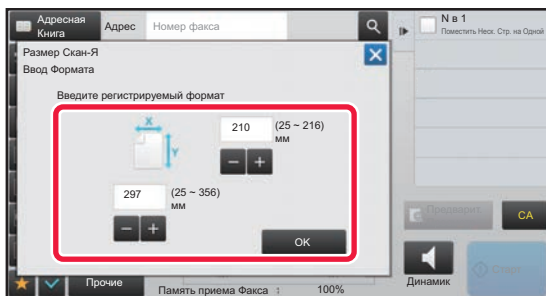 Адресная Книга
Адрес
Номер факса
N в 1
Поместить Неск. Стр. на Одной
Размер Скан-Я
Ввод Формата
Введите регистрируемый формат
X
Y
210
(25 ~ 216)
мм
297
(25 ~ 356)
мм
OK
Предварит.
CA
Динамик
Старт
Прочие
Память приема Факса : 100%